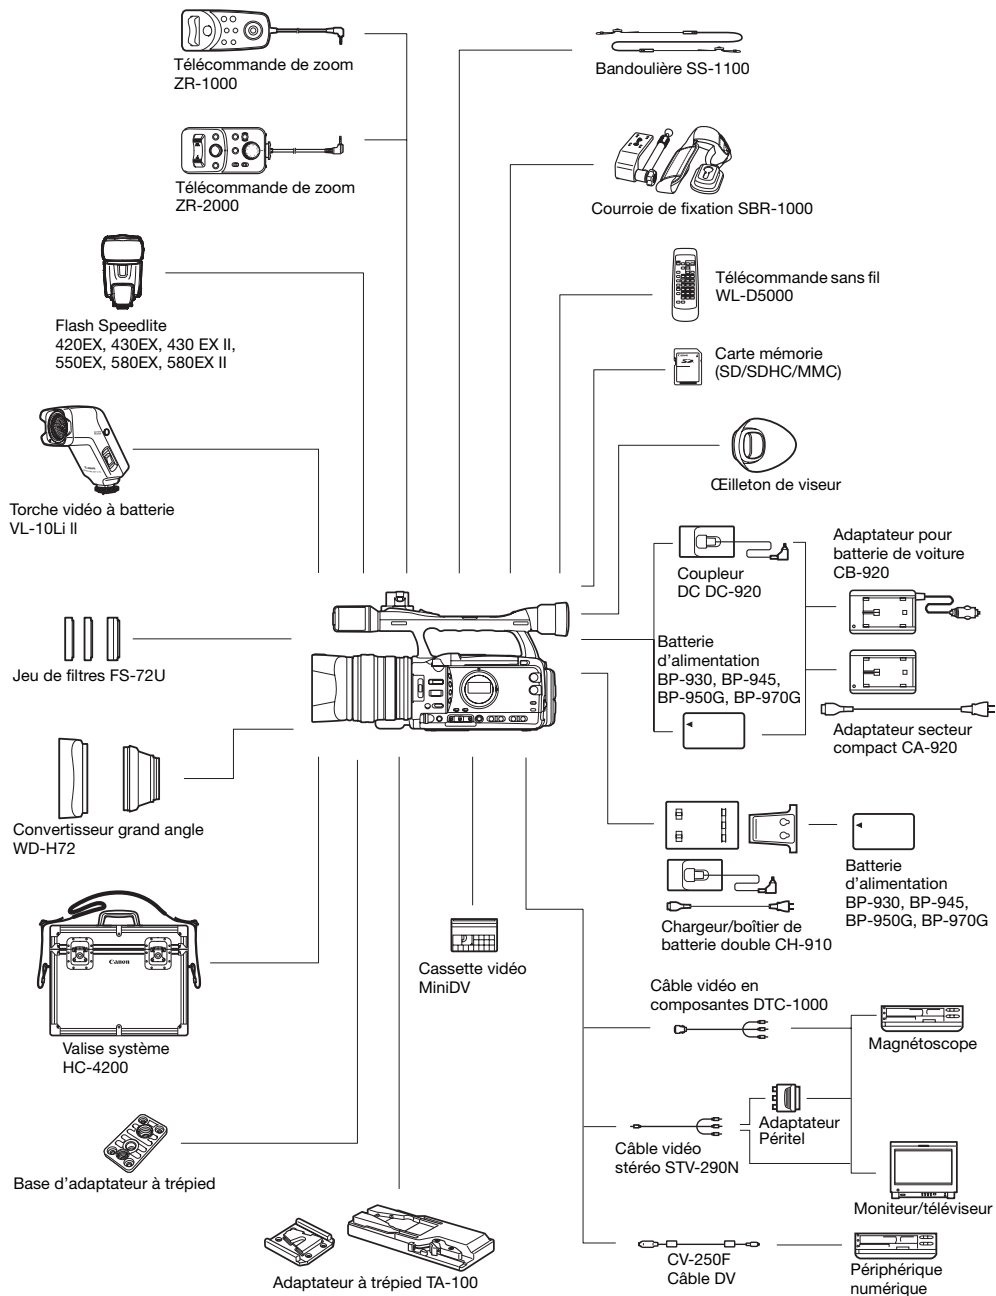 Télécommande de zoom
ZR-1000
Bandoulière SS-1100
Télécommande de zoom
ZR-2000
Courroie de fixation SBR-1000
Flash Speedlite
420EX, 430EX, 430 EX II,
550EX, 580EX, 580EX II
Télécommande sans fil
WL-D5000
Carte mémorie
(SD/SDHC/MMC)
Torche vidéo à batterie
VL-10Li II
Œilleton de viseur
Coupleur
DC DC-920
Adaptateur pour
batterie de voiture
CB-920
Jeu de filtres FS-72U
Batterie
d'alimentation
BP-930, BP-945,
BP-950G, BP-970G
Adaptateur secteur
compact CA-920
Convertisseur grand angle
WD-H72
Chargeur/boîtier de
batterie double CH-910
Batterie
d'alimentation
BP-930, BP-945,
BP-950G, BP-970G
Canon
Valise système
HC-4200
Cassette vidéo
MiniDV
Câble vidéo en
composantes DTC-1000
Magnétoscope
Adaptateur
Péritel
Câble vidéo
stéréo STV-290N
Moniteur/téléviseur
Base d'adaptateur à trépied
Adaptateur à trépied TA-100
CV-250F
Câble DV
Périphérique
numérique